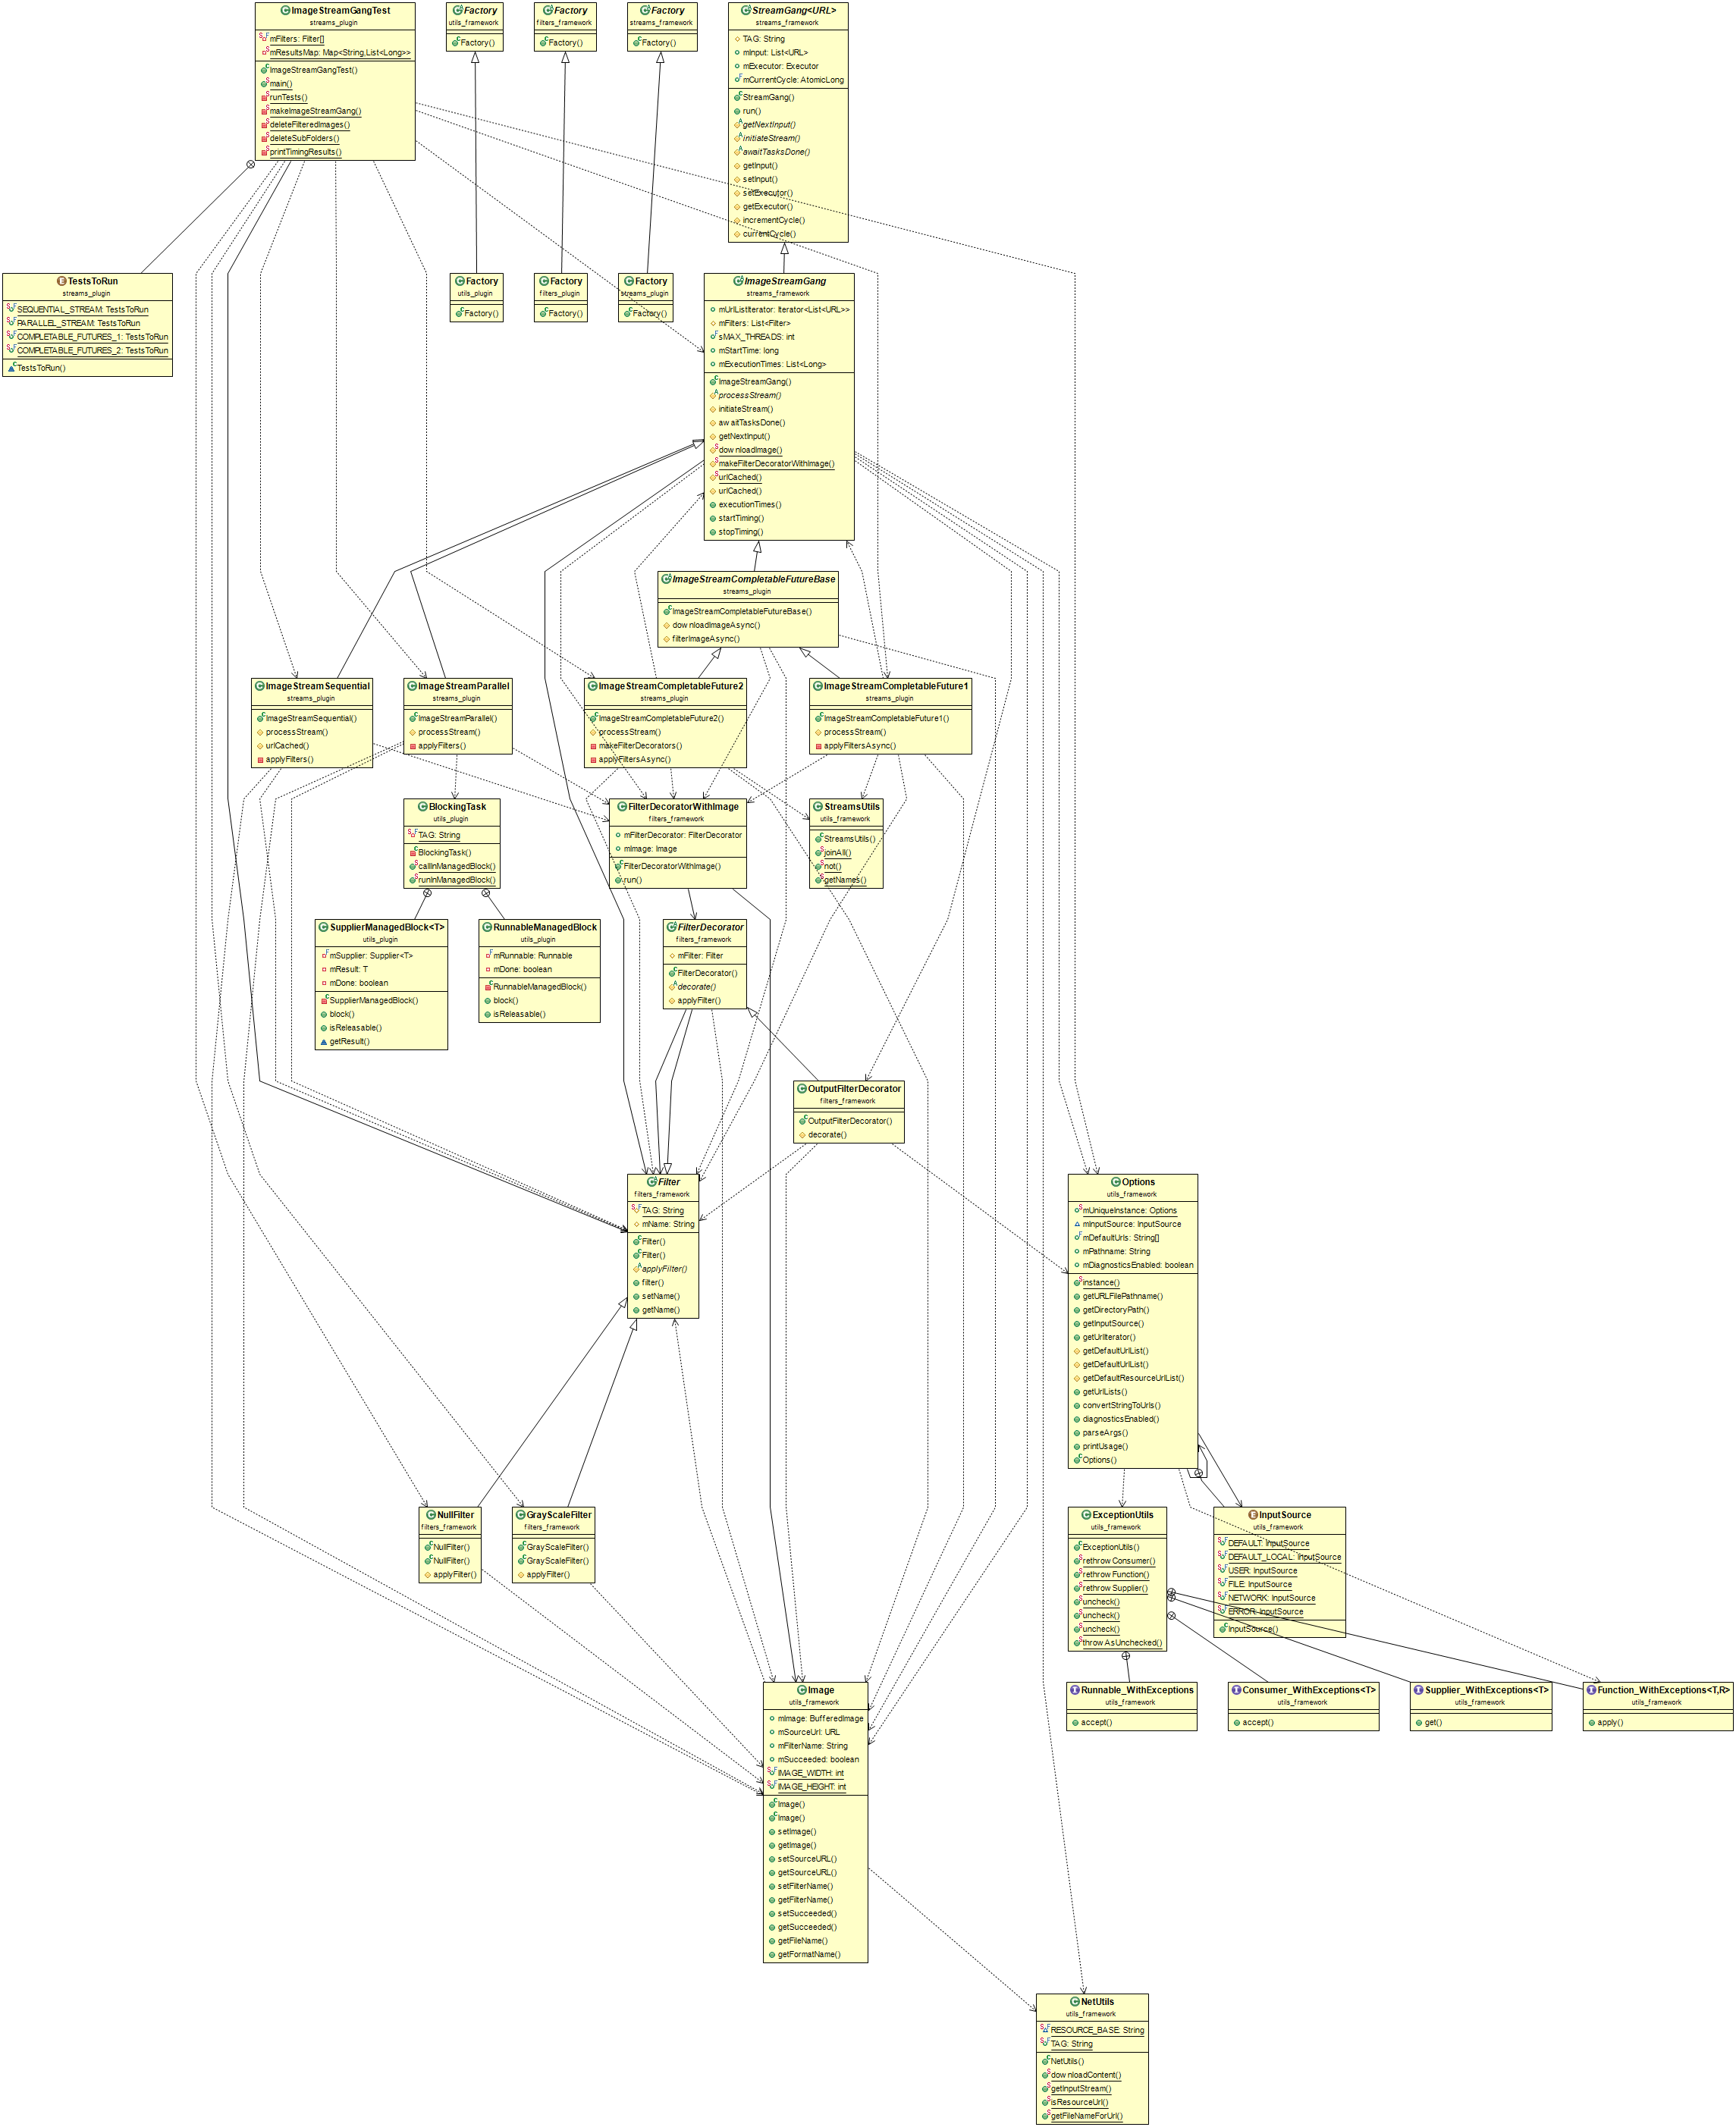 ImageStreamGangTest
streams_plugin
mFilters: Filter[]
mResultsMap: Map<String,List<Long>>
ImageStreamGangTest()
main()
runTests()
makeImageStreamGang()
deleteFilteredImages()
deleteSubFolders()
printTimingResults()
Factory
utils_framework
Factory()
Factory
filters_framework
Factory()
Factory
streams_framework
Factory()
StreamGang<URL>
streams_framework
TAG: String
mInput: List<URL>
mExecutor: Executor
mCurrentCycle: AtomicLong
StreamGang()
run()
getNextInput()
initiateStream()
awaitTasksDone()
getInput()
setInput()
setExecutor()
getExecutor()
incrementCycle()
currentCycle()
TestsToRun
streams_plugin
SEQUENTIAL_STREAM: TestsToRun
PARALLEL_STREAM: TestsToRun
COMPLETABLE_FUTURES_1: TestsToRun
COMPLETABLE_FUTURES_2: TestsToRun
TestsToRun()
Factory
utils_plugin
Factory()
Factory
filters_plugin
Factory()
Factory
streams_plugin
Factory()
ImageStreamGang
streams_framework
mUrlListIterator: Iterator<List<URL>>
mFilters: List<Filter>
sMAX_THREADS: int
mStartTime: long
mExecutionTimes: List<Long>
ImageStreamGang()
processStream()
initiateStream()
awaitTasksDone()
getNextInput()
downloadImage()
makeFilterDecoratorWithImage()
urlCached()
urlCached()
executionTimes()
startTiming()
stopTiming()
ImageStreamCompletableFutureBase
streams_plugin
ImageStreamCompletableFutureBase()
downloadImageAsync()
filterImageAsync()
ImageStreamSequential
streams_plugin
ImageStreamSequential()
processStream()
urlCached()
applyFilters()
ImageStreamParallel
streams_plugin
ImageStreamParallel()
processStream()
applyFilters()
ImageStreamCompletableFuture2
streams_plugin
ImageStreamCompletableFuture2()
processStream()
makeFilterDecorators()
applyFiltersAsync()
ImageStreamCompletableFuture1
streams_plugin
ImageStreamCompletableFuture1()
processStream()
applyFiltersAsync()
BlockingTask
utils_plugin
TAG: String
BlockingTask()
callInManagedBlock()
runInManagedBlock()
FilterDecoratorWithImage
filters_framework
mFilterDecorator: FilterDecorator
mImage: Image
FilterDecoratorWithImage()
run()
StreamsUtils
utils_framework
StreamsUtils()
joinAll()
not()
getNames()
SupplierManagedBlock<T>
utils_plugin
mSupplier: Supplier<T>
mResult: T
mDone: boolean
SupplierManagedBlock()
block()
isReleasable()
getResult()
RunnableManagedBlock
utils_plugin
mRunnable: Runnable
mDone: boolean
RunnableManagedBlock()
block()
isReleasable()
FilterDecorator
filters_framework
mFilter: Filter
FilterDecorator()
decorate()
applyFilter()
OutputFilterDecorator
filters_framework
OutputFilterDecorator()
decorate()
Filter
filters_framework
TAG: String
mName: String
Filter()
Filter()
applyFilter()
filter()
setName()
getName()
Options
utils_framework
mUniqueInstance: Options
mInputSource: InputSource
mDefaultUrls: String[]
mPathname: String
mDiagnosticsEnabled: boolean
instance()
getURLFilePathname()
getDirectoryPath()
getInputSource()
getUrlIterator()
getDefaultUrlList()
getDefaultUrlList()
getDefaultResourceUrlList()
getUrlLists()
convertStringToUrls()
diagnosticsEnabled()
parseArgs()
printUsage()
Options()
NullFilter
filters_framework
NullFilter()
NullFilter()
applyFilter()
GrayScaleFilter
filters_framework
GrayScaleFilter()
GrayScaleFilter()
applyFilter()
ExceptionUtils
utils_framework
ExceptionUtils()
rethrowConsumer()
rethrowFunction()
rethrowSupplier()
uncheck()
uncheck()
uncheck()
throwAsUnchecked()
InputSource
utils_framework
DEFAULT: InputSource
DEFAULT_LOCAL: InputSource
USER: InputSource
FILE: InputSource
NETWORK: InputSource
ERROR: InputSource
InputSource()
Image
utils_framework
mImage: BufferedImage
mSourceUrl: URL
mFilterName: String
mSucceeded: boolean
IMAGE_WIDTH: int
IMAGE_HEIGHT: int
Image()
Image()
setImage()
getImage()
setSourceURL()
getSourceURL()
setFilterName()
getFilterName()
setSucceeded()
getSucceeded()
getFileName()
getFormatName()
Runnable_WithExceptions
utils_framework
accept()
Consumer_WithExceptions<T>
utils_framework
accept()
Supplier_WithExceptions<T>
utils_framework
get()
Function_WithExceptions<T,R>
utils_framework
apply()
NetUtils
utils_framework
RESOURCE_BASE: String
TAG: String
NetUtils()
downloadContent()
getInputStream()
isResourceUrl()
getFileNameForUrl()